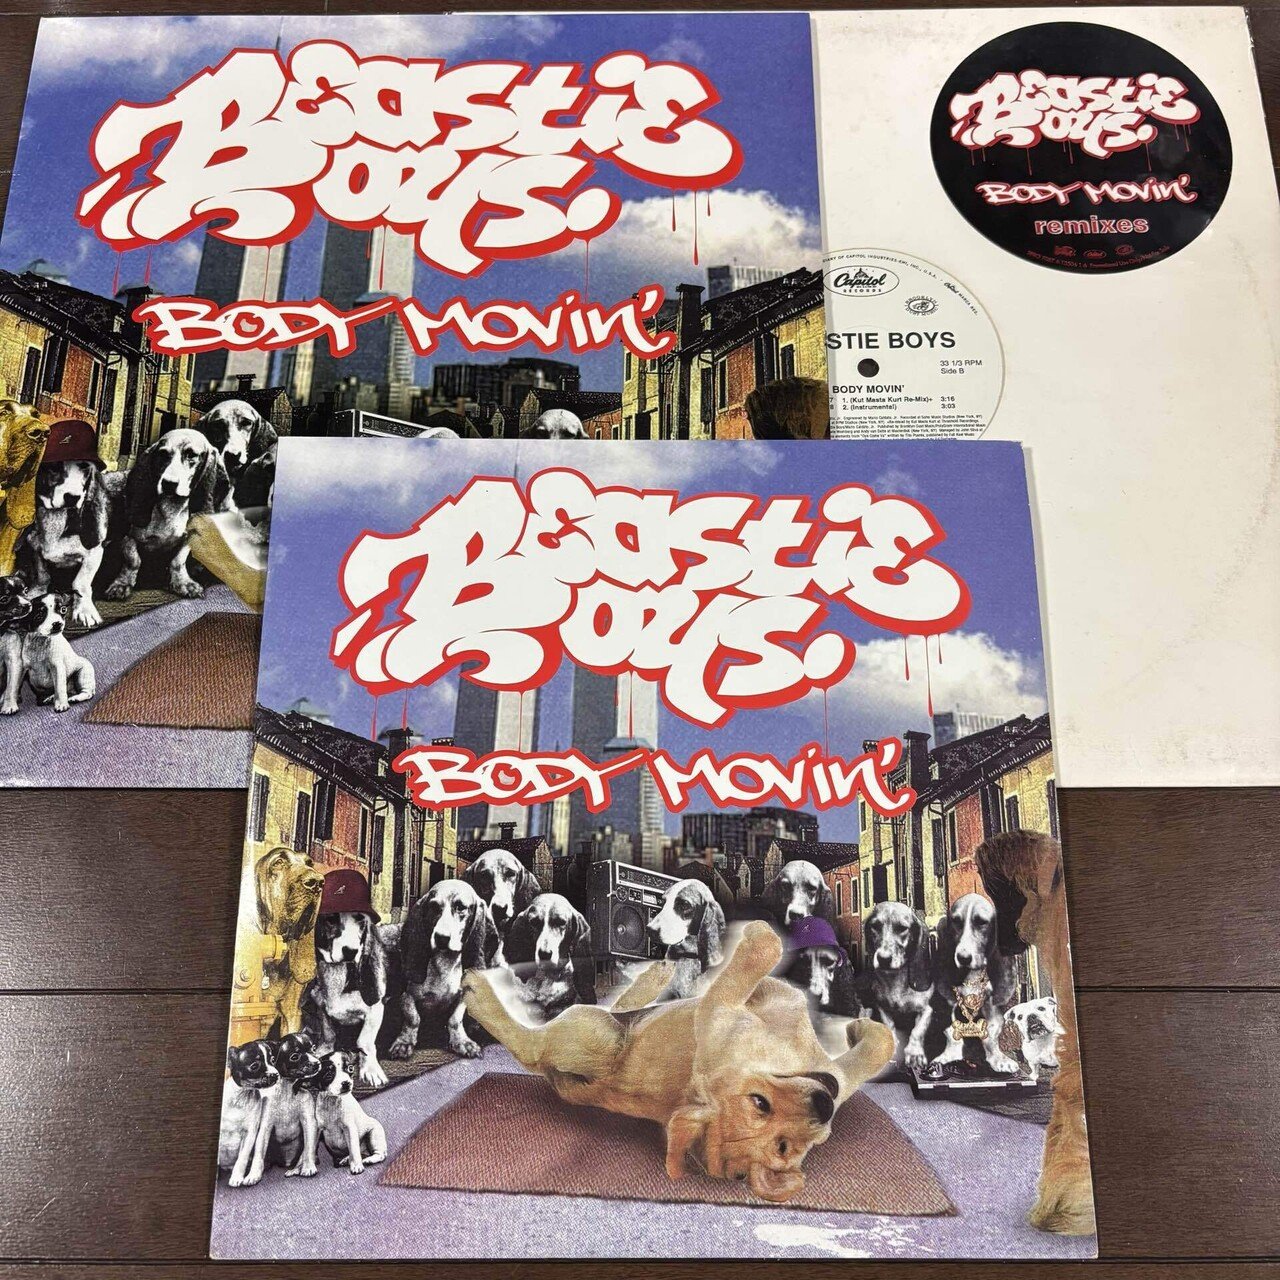 BEASTIE
BOYS.
BODY MOVIN'
BEASTIE
BOYS.
BODY MOVIN'
remixes
Capitol
RECORDS
STIE BOYS
33 1/3 RPM
Side B
BODY MOVIN'
1. (Kut Masta Kurt Re-Mix)+ 3:16
2. (Instrumental) 3:03
BEASTIE
BOYS.
BODY MOVIN'